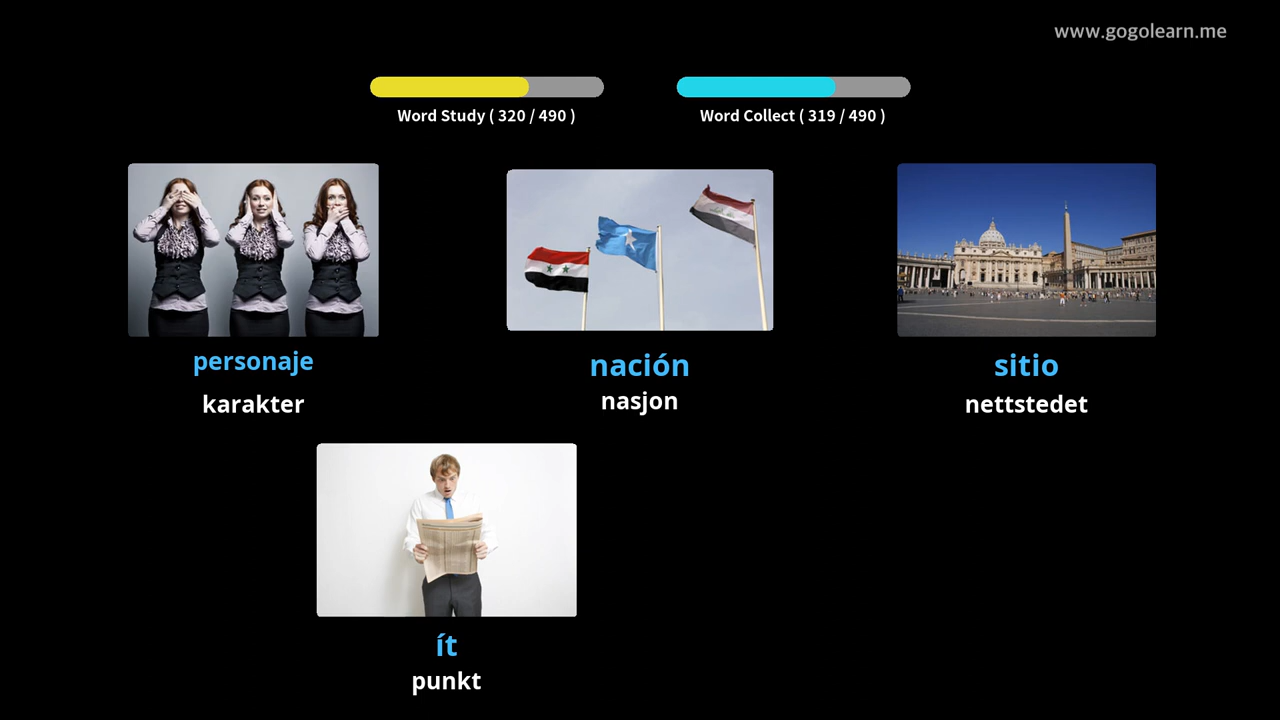 www.gogolearn.me
Word Study ( 320 / 490 )
Word Collect ( 319 / 490 )
personaje
karakter
nación
nasjon
sitio
nettstedet
ít
punkt